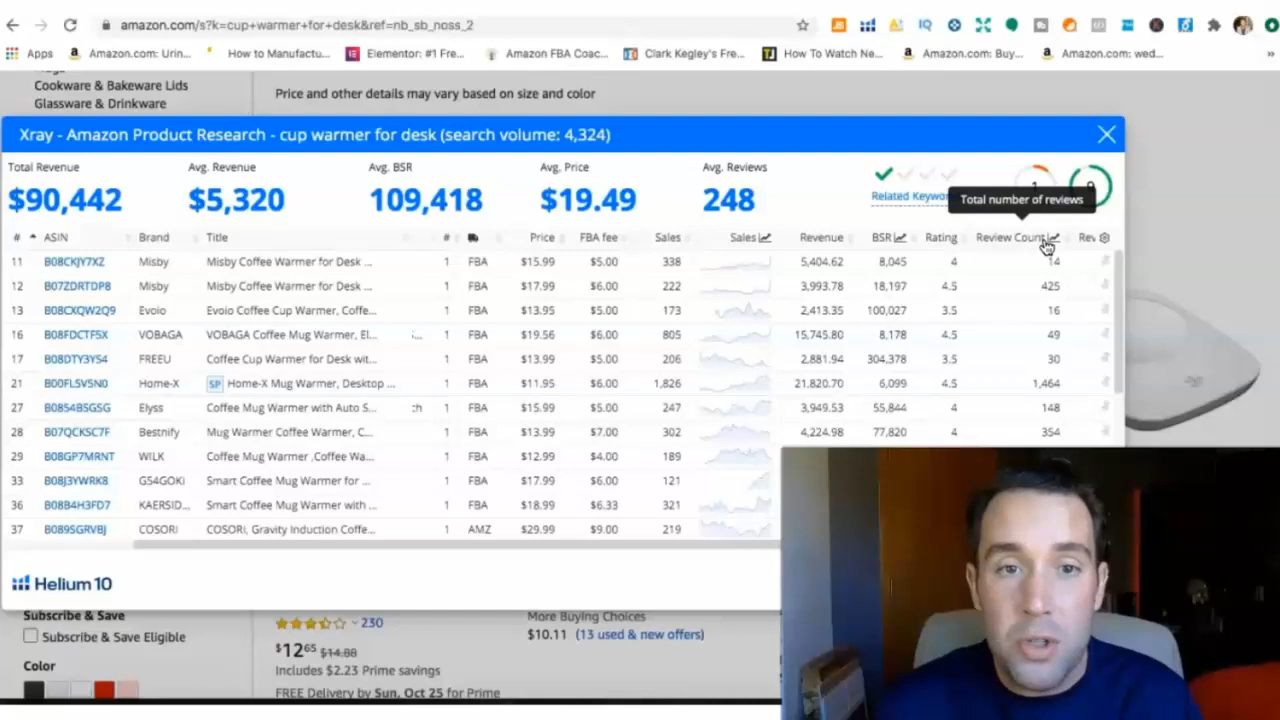 amazon.com/s?k=cup+warmer+for+desk&ref=nb_sb_noss_2
Apps Amazon.com: Urin... How to Manufactu... Elementor: #1 Fre... Amazon FBA Coac... Clark Kegley's Fre... How To Watch Ne... Amazon.com: Buy... Amazon.com: wed... »
Cookware & Bakeware Lids
Glassware & Drinkware
Price and other details may vary based on size and color
Xray - Amazon Product Research - cup warmer for desk (search volume: 4,324)
Total Revenue Avg. Revenue Avg. BSR Avg. Price Avg. Reviews
$90,442 $5,320 109,418 $19.49 248
Related Keywor
Total number of reviews
# ASIN Brand Title # Price FBA fee Sales Sales Revenue BSR Rating Review Count Rev
11 B08CKJY7XZ Misby Misby Coffee Warmer for Desk ... 1 FBA $15.99 $5.00 338 5,404.62 8,045 4 14
12 B07ZDRTDP8 Misby Misby Coffee Warmer for Desk ... 1 FBA $17.99 $6.00 222 3,993.78 18,197 4.5 425
13 B08CXQW2Q9 Evoio Evoio Coffee Cup Warmer, Coffe... 1 FBA $13.95 $5.00 173 2,413.35 100,027 3.5 16
16 B08FDCTF5X VOBAGA VOBAGA Coffee Mug Warmer, El... 1 FBA $19.56 $6.00 805 15,745.80 8,178 4.5 49
17 B08DTY3YS4 FREEU Coffee Cup Warmer for Desk wit... 1 FBA $13.99 $5.00 206 2,881.94 304,378 3.5 30
21 B00FLSVSN0 Home-X SP Home-X Mug Warmer, Desktop ... 1 FBA $11.95 $6.00 1,826 21,820.70 6,099 4.5 1,464
27 B0854BSGSG Elyss Coffee Mug Warmer with Auto S... :h 1 FBA $15.99 $5.00 247 3,949.53 55,844 4 148
28 B07QCKSC7F Bestnify Mug Warmer Coffee Warmer, C... 1 FBA $13.99 $7.00 302 4,224.98 77,820 4 354
29 B08GP7MRNT WILK Coffee Mug Warmer ,Coffee Wa... 1 FBA $12.99 $4.00 189
33 B08J3YWRK8 G54GOKi Smart Coffee Mug Warmer for ... 1 FBA $17.99 $6.00 121
36 B08B4H3FD7 KAERSID... Smart Coffee Mug Warmer with ... 1 FBA $18.99 $6.33 321
37 B089SGRVBJ COSORI COSORI, Gravity Induction Coffe... 1 AMZ $29.99 $9.00 219
Helium 10
Subscribe & Save
Subscribe & Save Eligible
Color
230
$12 65 $14.88
Includes $2.23 Prime savings
FREE Delivery by Sun, Oct 25 for Prime
More Buying Choices
$10.11 (13 used & new offers)